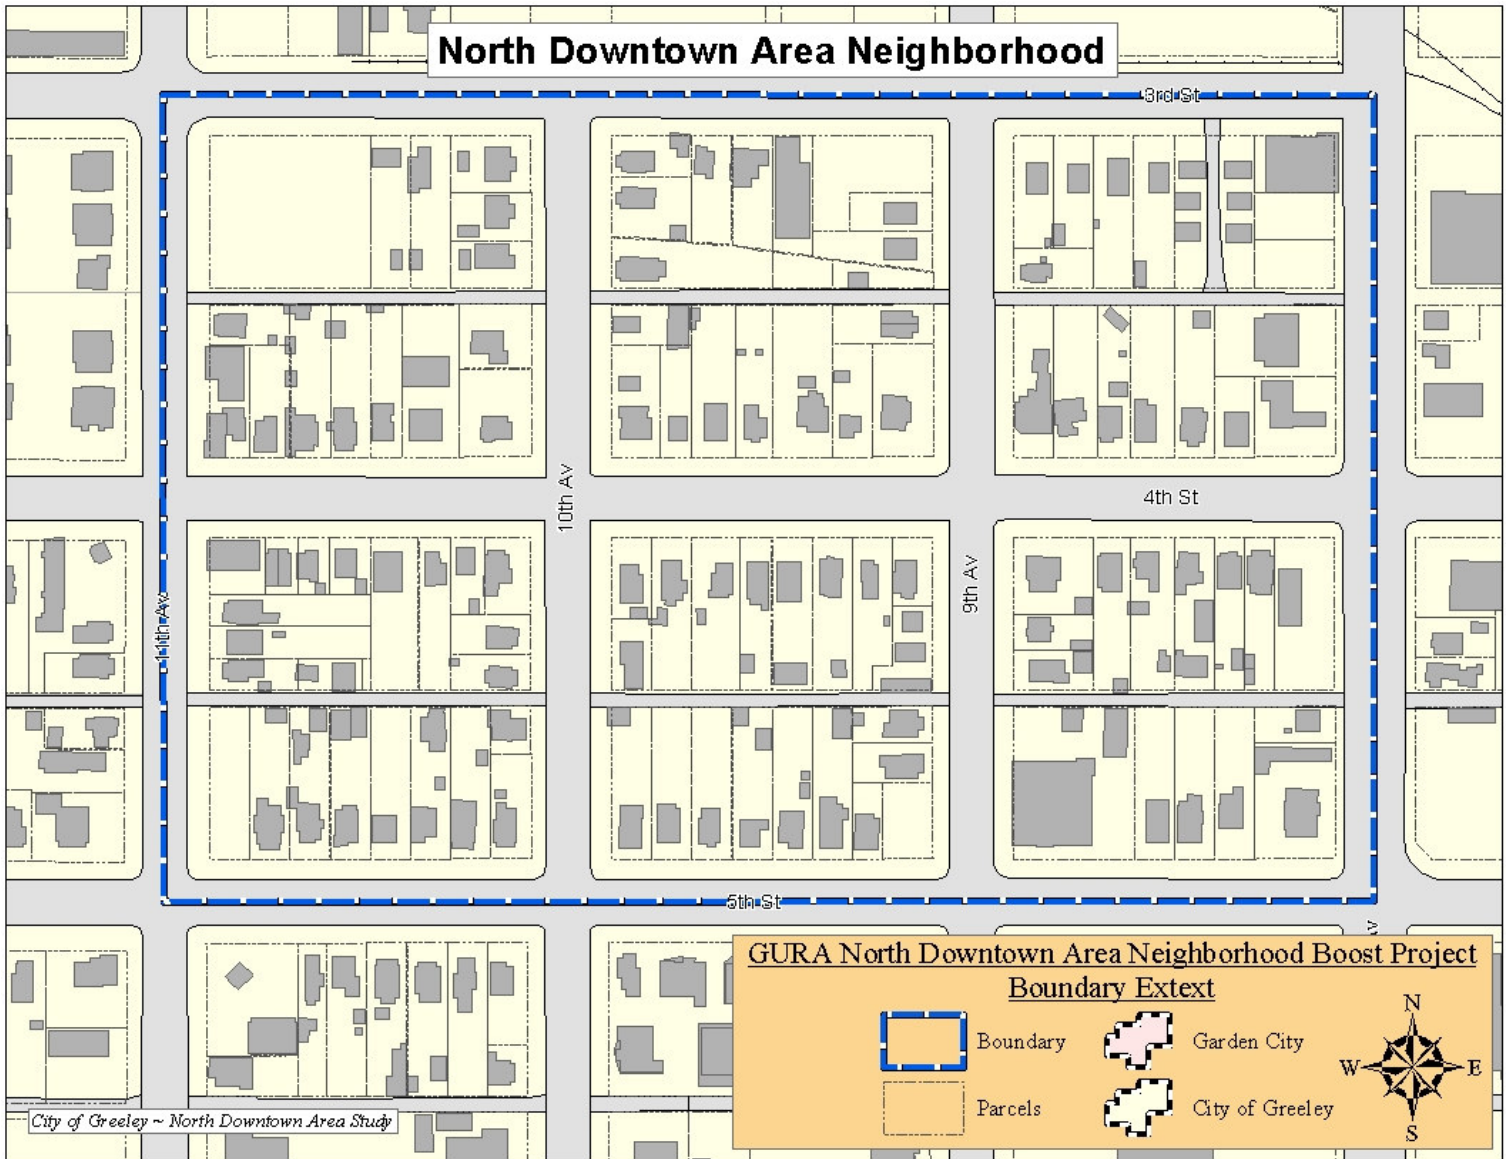 North Downtown Area Neighborhood
3rd St
10th Av
4th St
9th Av
11th Av
5th St
Av
GURA North Downtown Area Neighborhood Boost Project
Boundary Extext
N
Boundary
Garden City
W
E
Parcels
City of Greeley
S
City of Greeley ~ North Downtown Area Study